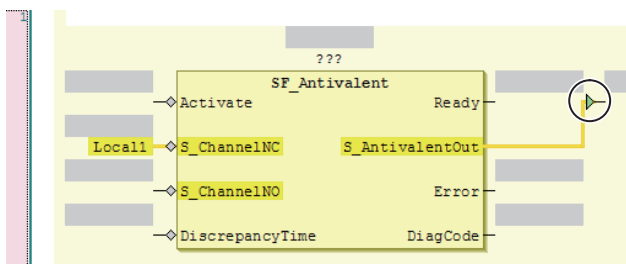 1
???
SF_Antivalent
Activate Ready
Local1 S_ChannelNC S_AntivalentOut
S_ChannelNO Error
DiscrepancyTime DiagCode